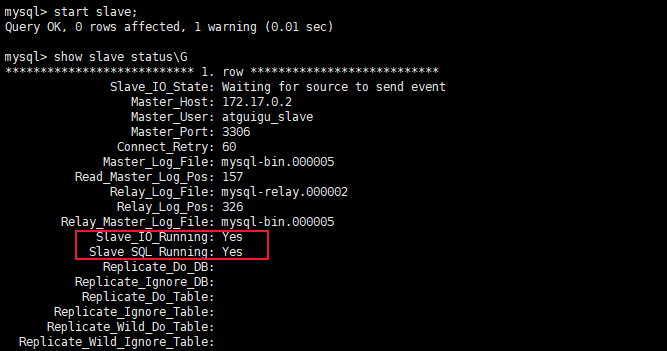 mysql> start slave;
Query OK, 0 rows affected, 1 warning (0.01 sec)
mysql> show slave status\G
*************************** 1. row ***************************
Slave_IO_State: Waiting for source to send event
Master_Host: 172.17.0.2
Master_User: atguigu_slave
Master_Port: 3306
Connect_Retry: 60
Master_Log_File: mysql-bin.000005
Read_Master_Log_Pos: 157
Relay_Log_File: mysql-relay.000002
Relay_Log_Pos: 326
Relay_Master_Log_File: mysql-bin.000005
Slave_IO_Running: Yes
Slave_SQL_Running: Yes
Replicate_Do_DB:
Replicate_Ignore_DB:
Replicate_Do_Table:
Replicate_Ignore_Table:
Replicate_Wild_Do_Table:
Replicate_Wild_Ignore_Table: